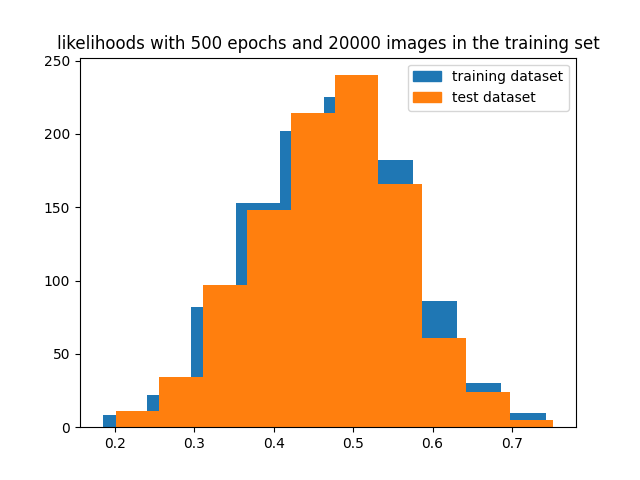 likelihoods with 500 epochs and 20000 images in the training set
training dataset
test dataset
250
200
150
100
50
0
0.2 0.3 0.4 0.5 0.6 0.7